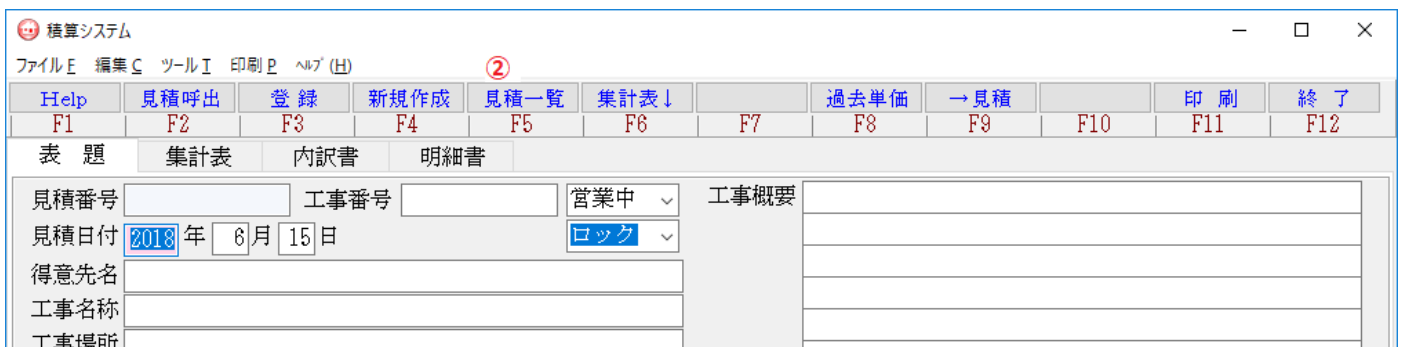 積算システム
ファイル F 編集 C ツール T 印刷 P ヘルプ (H)
②
Help 見積呼出 登 録 新規作成 見積一覧 集計表↓ 過去単価 →見積 印 刷 終 了
F1 F2 F3 F4 F5 F6 F7 F8 F9 F10 F11 F12
表 題 集計表 内訳書 明細書
見積番号 工事番号 営業中 工事概要
見積日付 2018 年 6 月 15 日 ロック
得意先名
工事名称
工事場所